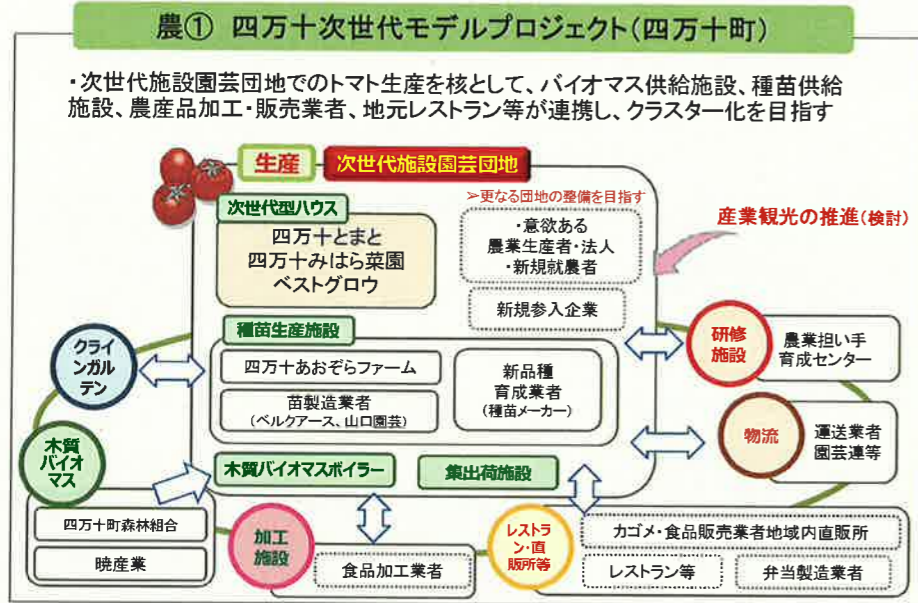 農① 四万十次世代モデルプロジェクト(四万十町)
・次世代施設園芸団地でのトマト生産を核として、バイオマス供給施設、種苗供給
施設、農産品加工・販売業者、地元レストラン等が連携し、クラスター化を目指す
生産
次世代施設園芸団地
次世代型ハウス
四万十とまと
四万十みはら菜園
ベストグロウ
➢更なる団地の整備を目指す
・意欲ある
農業生産者・法人
・新規就農者
新規参入企業
産業観光の推進(検討)
種苗生産施設
四万十あおぞらファーム
苗製造業者
(ベルクアース、山口園芸)
新品種
育成業者
(種苗メーカー)
木質バイオマスボイラー
集出荷施設
クライ
ンガル
テン
木質
バイオ
マス
四万十町森林組合
暁産業
加工
施設
食品加工業者
レストラ
ン・直
販所等
カゴメ・食品販売業者地域内直販所
レストラン等
弁当製造業者
研修
施設
農業担い手
育成センター
物流
運送業者
園芸連等